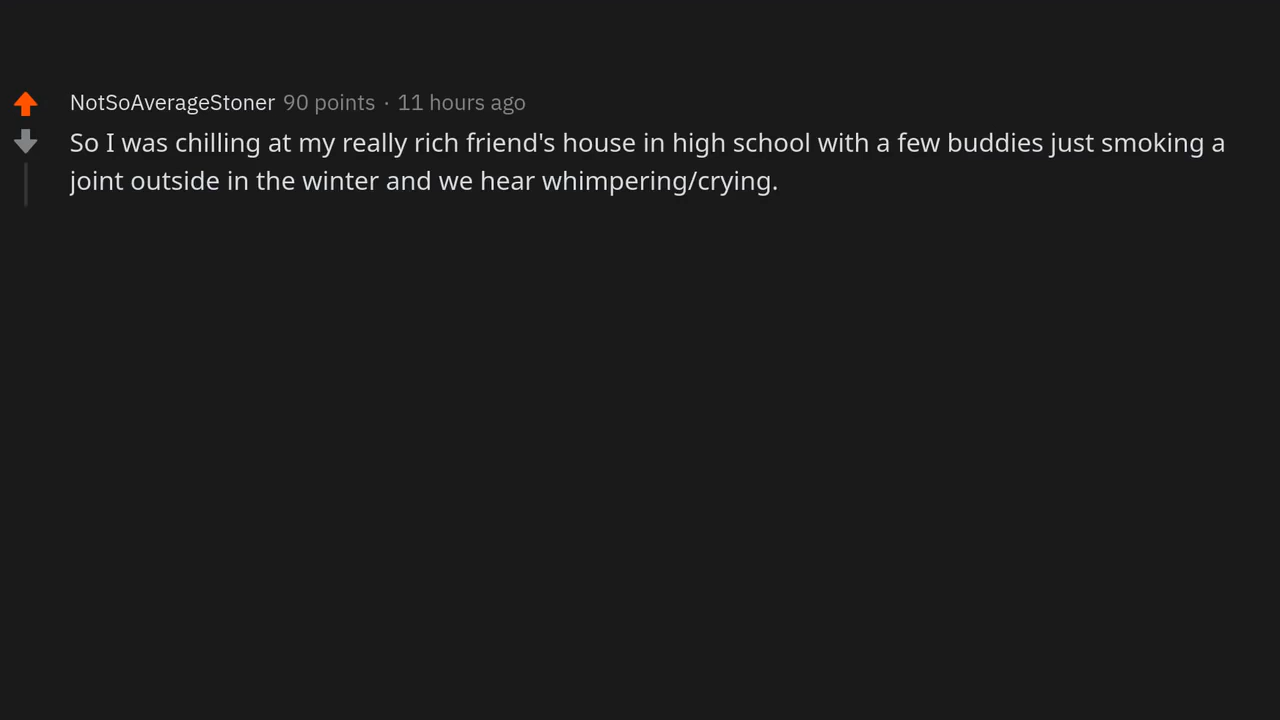 NotSoAverageStoner 90 points · 11 hours ago
So I was chilling at my really rich friend's house in high school with a few buddies just smoking a
joint outside in the winter and we hear whimpering/crying.